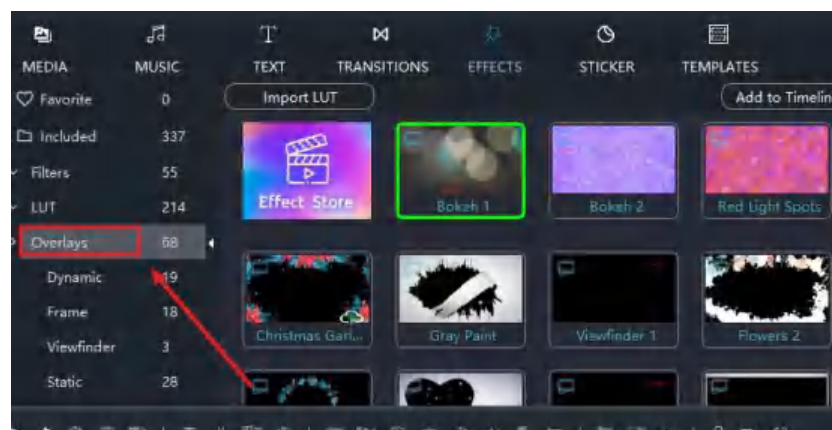 MEDIA MUSIC TEXT TRANSITIONS EFFECTS STICKER TEMPLATES
Favorite 0 Import LUT Add to Timelin
Included 337
Filters 55
LUT 214
Effect Store Bokeh 1 Bokeh 2 Red Light Spots
Overlays 68
Dynamic 19
Frame 18
Christmas Garl... Gray Paint Viewfinder 1 Flowers 2
Viewfinder 3
Static 28